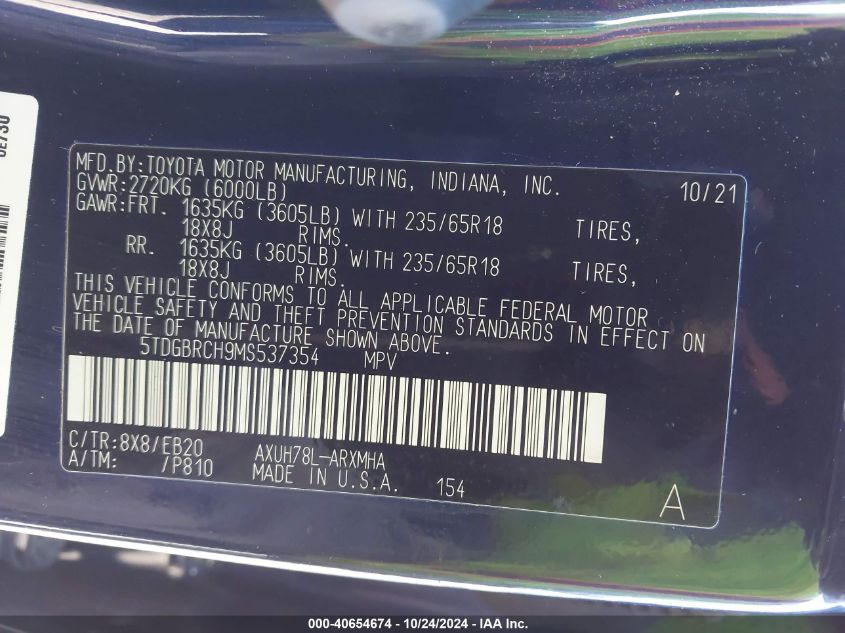 MFD.BY:TOYOTA MOTOR MANUFACTURING, INDIANA, INC. 10/21
GVWR:2720KG (6000LB)
GAWR:FRT. 1635KG (3605LB) WITH 235/65R18 TIRES,
18X8J RIMS.
RR. 1635KG (3605LB) WITH 235/65R18 TIRES,
18X8J RIMS.
THIS VEHICLE CONFORMS TO ALL APPLICABLE FEDERAL MOTOR
VEHICLE SAFETY AND THEFT PREVENTION STANDARDS IN EFFECT ON
THE DATE OF MANUFACTURE SHOWN ABOVE.
5TDGBRCH9MS537354 MPV
C/TR:8X8/EB20 AXUH78L-ARXMHA
A/TM: /P810 MADE IN U.S.A. 154
A
000-40654674 / 10/24/2024 - IAA Inc.